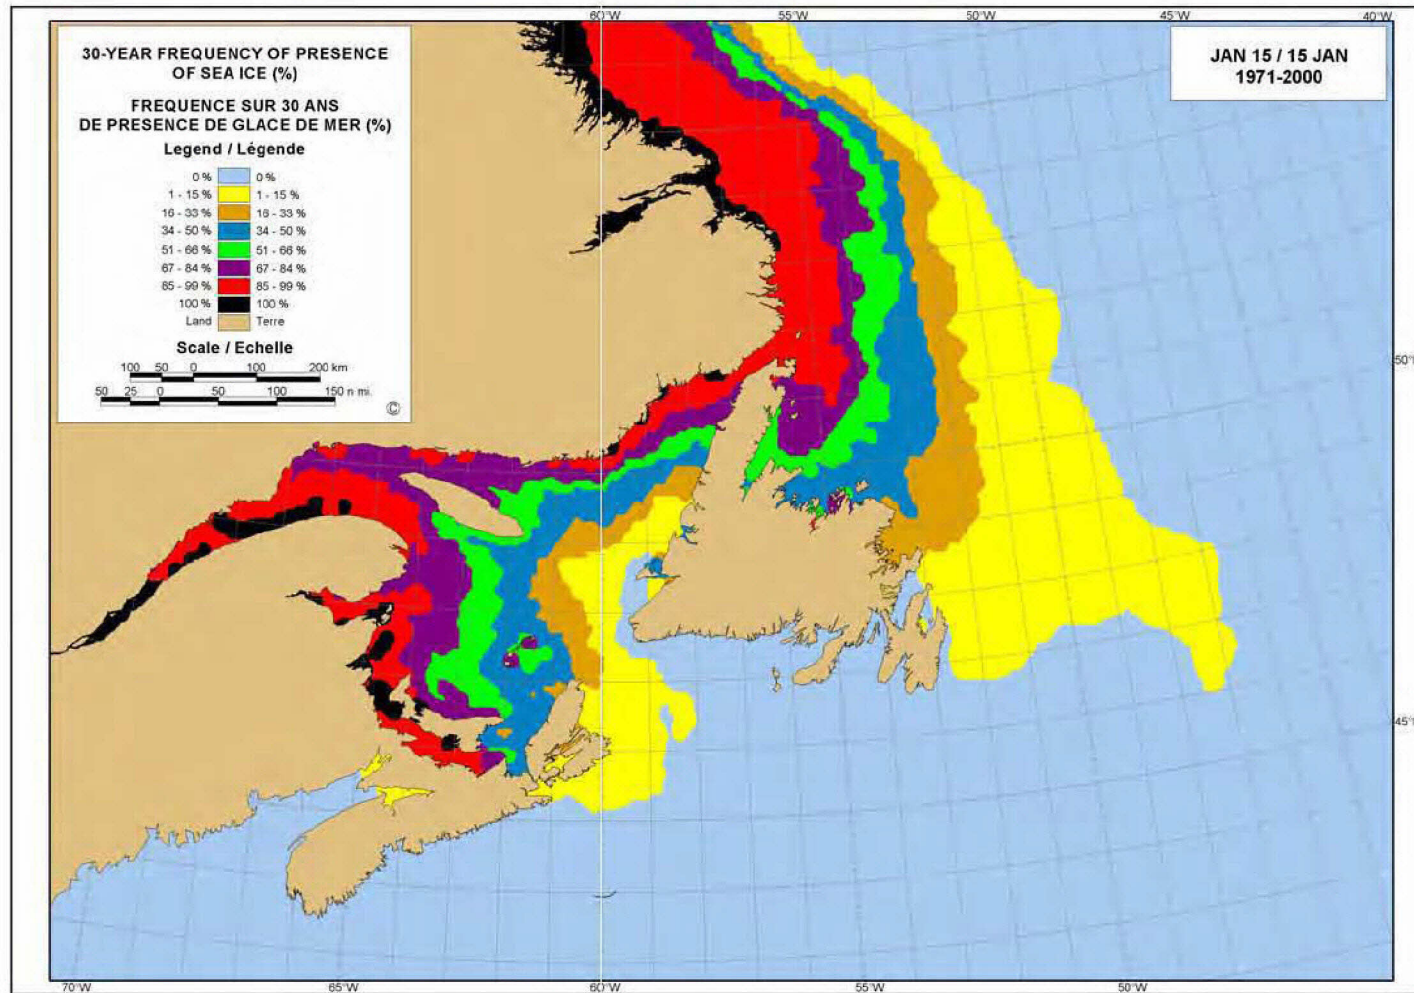 60°W 55°W 50°W 45°W 40°W
30-YEAR FREQUENCY OF PRESENCE
OF SEA ICE (%)
FREQUENCE SUR 30 ANS
DE PRESENCE DE GLACE DE MER (%)
Legend / Légende
0 % 0 %
1 - 15 % 1 - 15 %
16 - 33 % 16 - 33 %
34 - 50 % 34 - 50 %
51 - 66 % 51 - 66 %
67 - 84 % 67 - 84 %
85 - 99 % 85 - 99 %
100 % 100 %
Land Terre
Scale / Echelle
100 50 0 100 200 km
50 25 0 50 100 150 n mi.
©
JAN 15 / 15 JAN
1971-2000
50°
45°
70°W 65°W 60°W 55°W 50°W